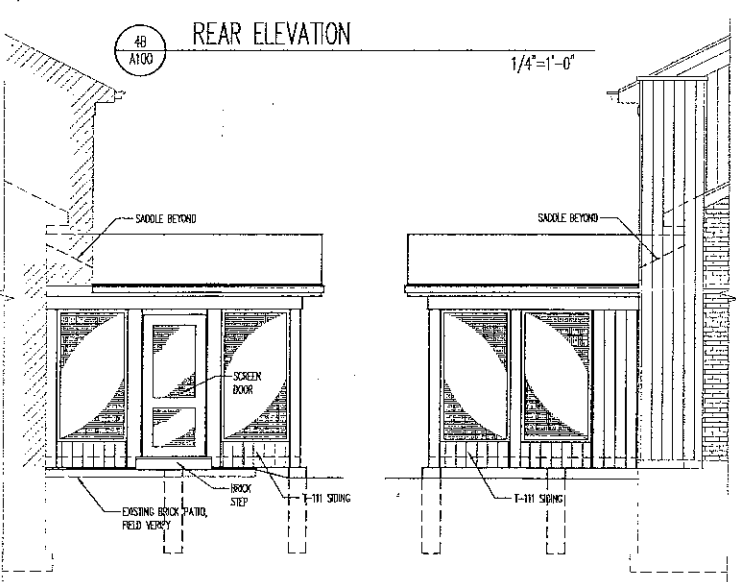 4B
A100
REAR ELEVATION
1/4"=1'-0"
SADDLE BEYOND
SADDLE BEYOND
SCREEN
DOOR
BRICK
STEP
T-111 SIDING
T-111 SIDING
EXISTING BRICK PATIO,
FIELD VERIFY